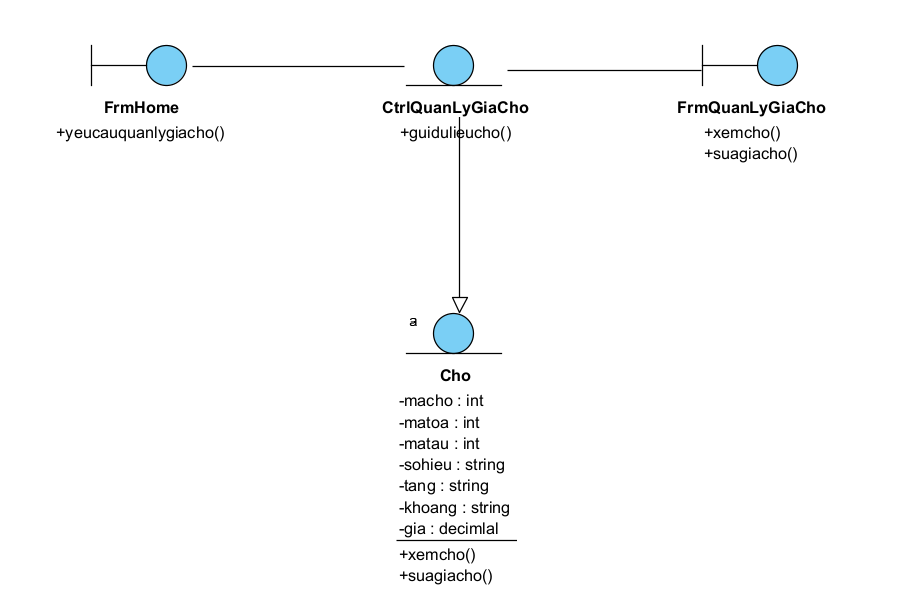 FrmHome
+yeucauquanlygiacho()
CtrlQuanLyGiaCho
+guidulieucho()
FrmQuanLyGiaCho
+xemcho()
+suagiacho()
a
Cho
-macho : int
-matoa : int
-matau : int
-sohieu : string
-tang : string
-khoang : string
-gia : decimlal
+xemcho()
+suagiacho()